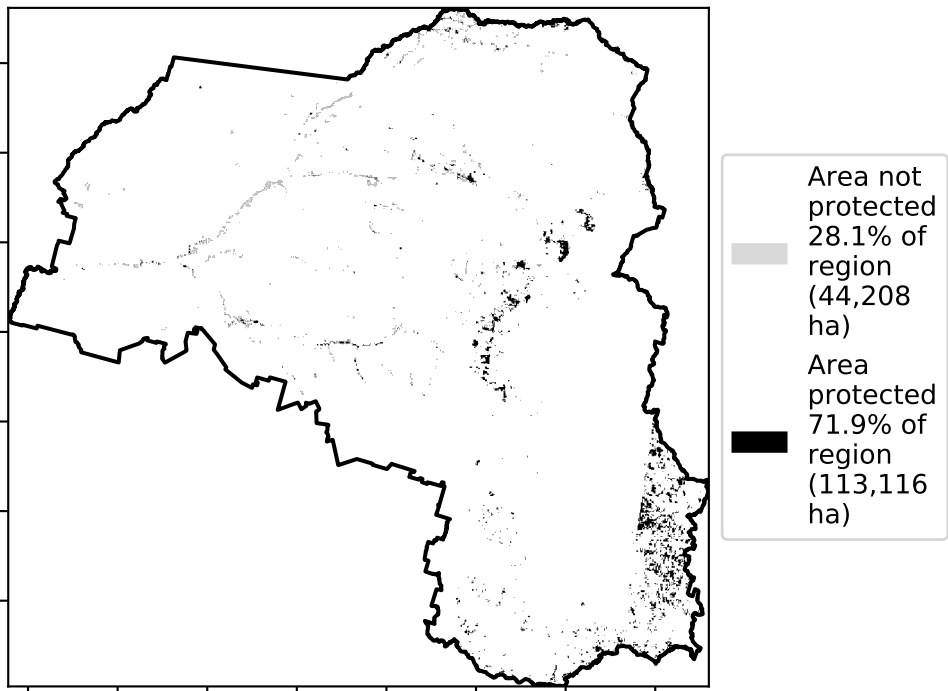 Area not
protected
28.1% of
region
(44,208
ha)
Area
protected
71.9% of
region
(113,116
ha)